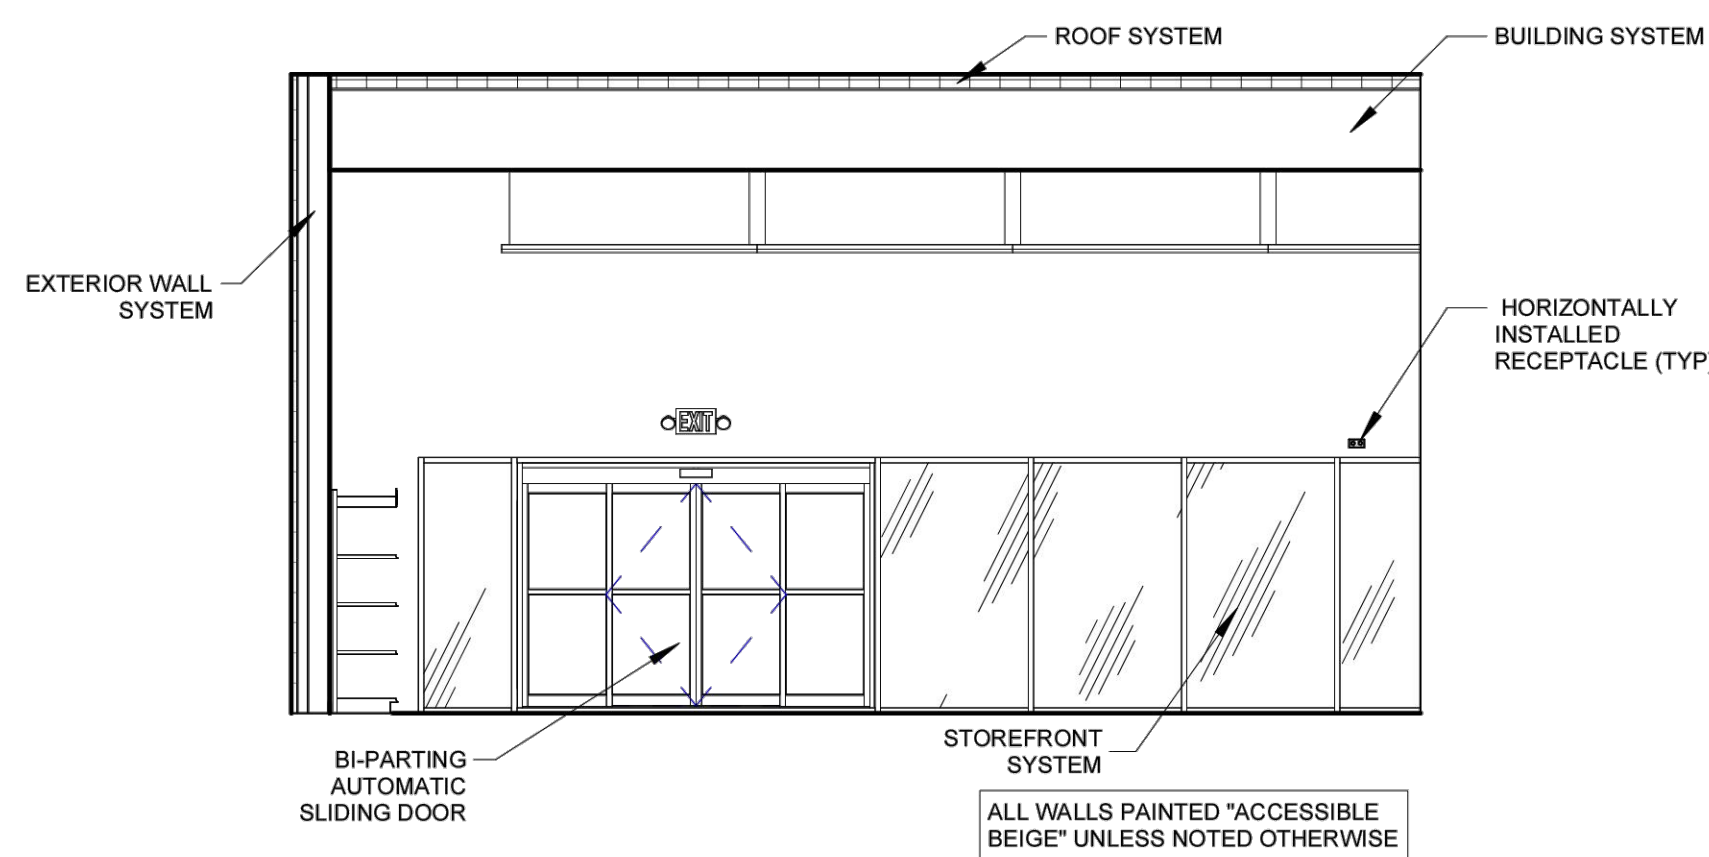 ROOF SYSTEM
BUILDING SYSTEM
EXTERIOR WALL
SYSTEM
HORIZONTALLY
INSTALLED
RECEPTACLE (TYP)
EXIT
BI-PARTING
AUTOMATIC
SLIDING DOOR
STOREFRONT
SYSTEM
ALL WALLS PAINTED "ACCESSIBLE
BEIGE" UNLESS NOTED OTHERWISE